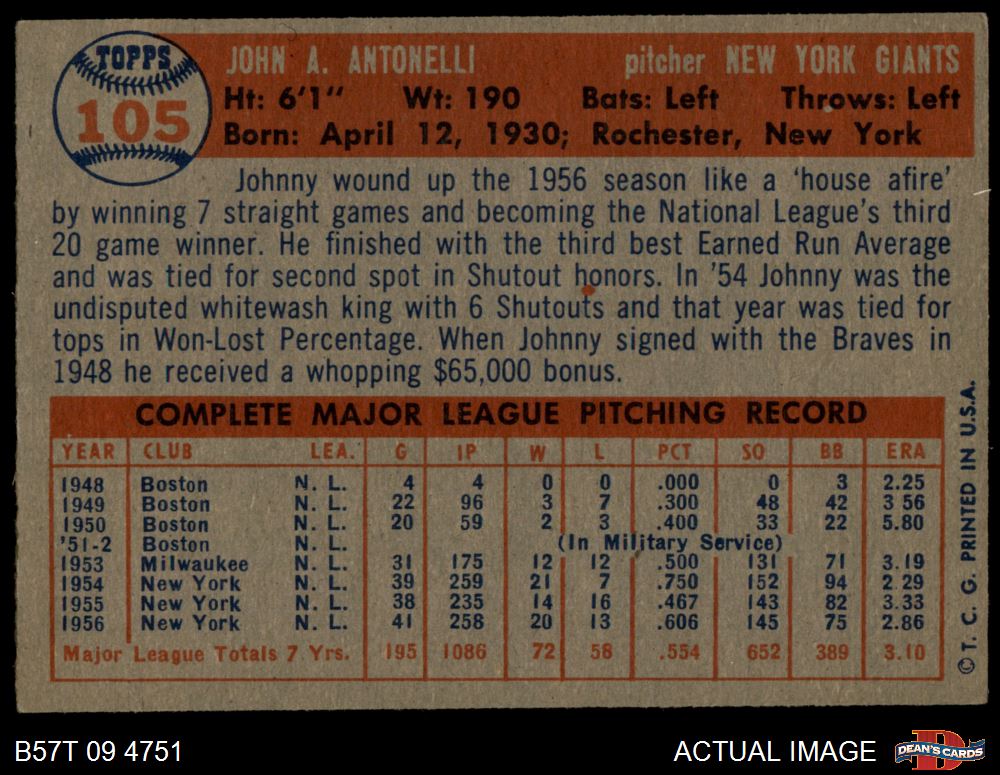 TOPPS
105
JOHN A. ANTONELLI pitcher NEW YORK GIANTS
Ht: 6'1" Wt: 190 Bats: Left Throws: Left
Born: April 12, 1930; Rochester, New York
Johnny wound up the 1956 season like a 'house afire'
by winning 7 straight games and becoming the National League's third
20 game winner. He finished with the third best Earned Run Average
and was tied for second spot in Shutout honors. In '54 Johnny was the
undisputed whitewash king with 6 Shutouts and that year was tied for
tops in Won-Lost Percentage. When Johnny signed with the Braves in
1948 he received a whopping $65,000 bonus.
COMPLETE MAJOR LEAGUE PITCHING RECORD
YEAR CLUB LEA. G IP W L PCT SO BB ERA
1948 Boston N. L. 4 4 0 0 .000 0 3 2.25
1949 Boston N. L. 22 96 3 7 .300 48 42 3 56
1950 Boston N. L. 20 59 2 3 .400 33 22 5.80
'51-2 Boston N. L. (In Military Service)
1953 Milwaukee N. L. 31 175 12 12 .500 131 71 3.19
1954 New York N. L. 39 259 21 7 .750 152 94 2.29
1955 New York N. L. 38 235 14 16 .467 143 82 3.33
1956 New York N. L. 41 258 20 13 .606 145 75 2.86
Major League Totals 7 Yrs. 195 1086 72 58 .554 652 389 3.10
© T. C. G. PRINTED IN U.S.A.
B57T 09 4751 ACTUAL IMAGE
DEAN'S CARDS